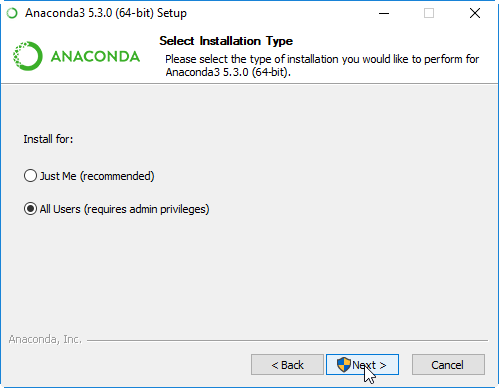 Anaconda3 5.3.0 (64-bit) Setup
ANACONDA
Select Installation Type
Please select the type of installation you would like to perform for
Anaconda3 5.3.0 (64-bit).
Install for:
Just Me (recommended)
All Users (requires admin privileges)
Anaconda, Inc.
< Back
Next >
Cancel